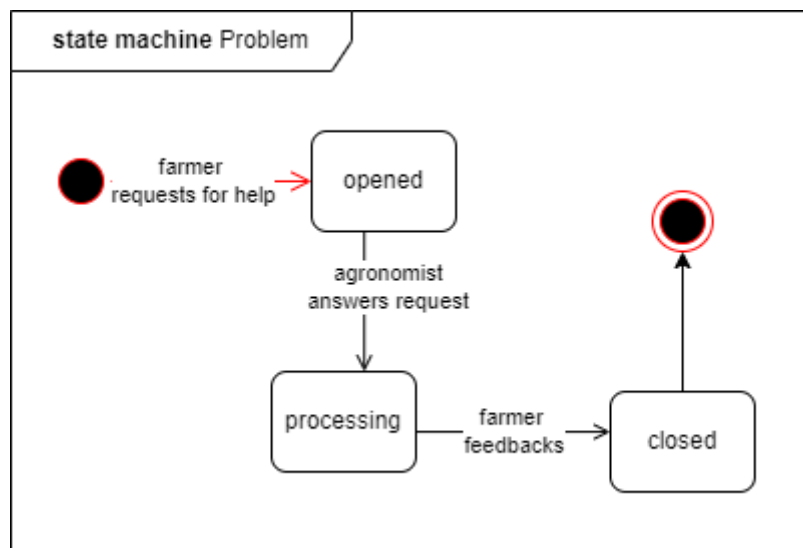 state machine Problem
farmer
requests for help
opened
agronomist
answers request
processing
farmer
feedbacks
closed